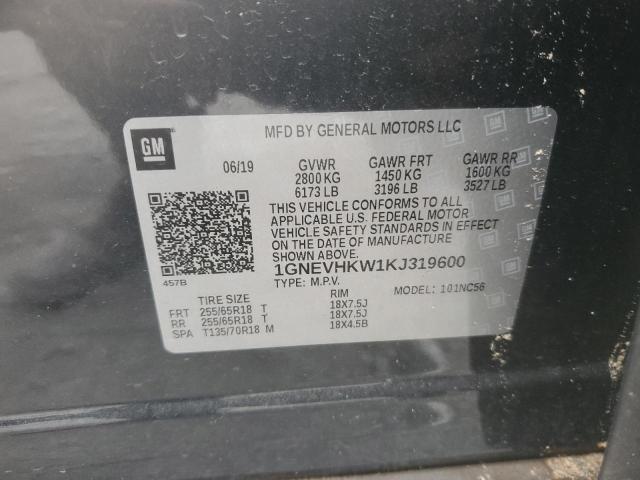 MFD BY GENERAL MOTORS LLC
GM
06/19 GVWR GAWR FRT GAWR RR
2800 KG 1450 KG 1600 KG
6173 LB 3196 LB 3527 LB
THIS VEHICLE CONFORMS TO ALL
APPLICABLE U.S. FEDERAL MOTOR
VEHICLE SAFETY STANDARDS IN EFFECT
ON THE DATE OF MANUFACTURE
SHOWN ABOVE.
1GNEVHKW1KJ319600
457B
TYPE: M.P.V. MODEL: 101NC56
TIRE SIZE RIM
FRT 255/65R18 T 18X7.5J
RR 255/65R18 T 18X7.5J
SPA T135/70R18 M 18X4.5B